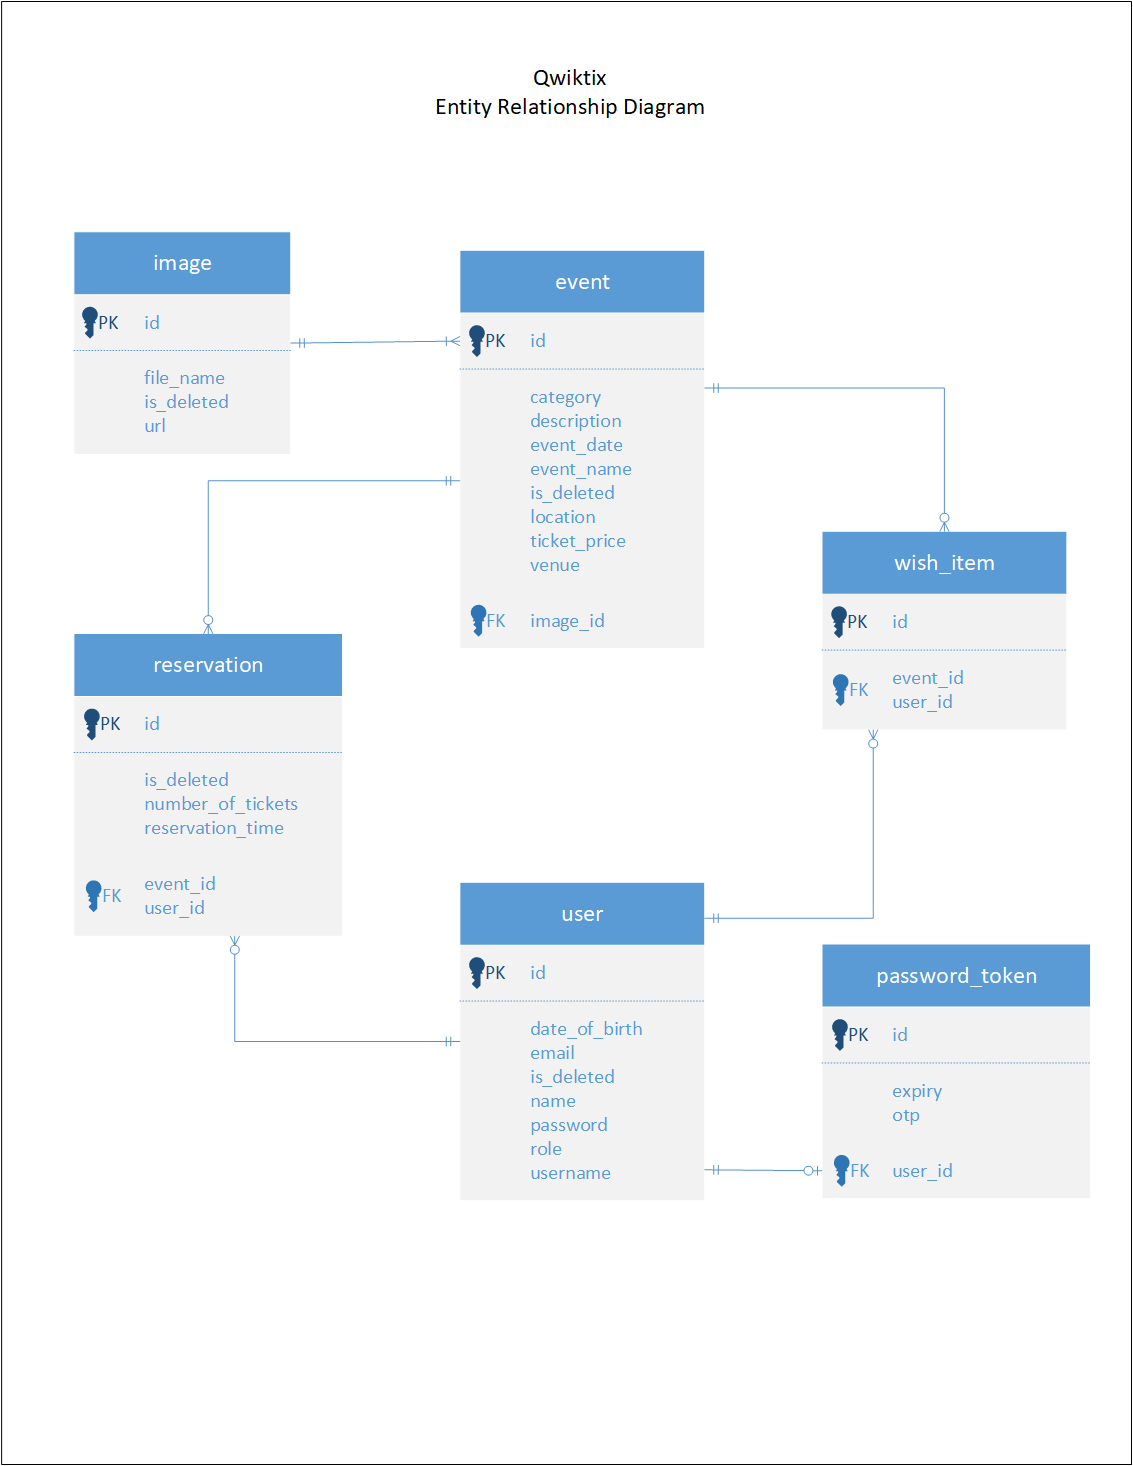 Qwiktix
Entity Relationship Diagram
image
PK id
file_name
is_deleted
url
event
PK id
category
description
event_date
event_name
is_deleted
location
ticket_price
venue
FK image_id
wish_item
PK id
event_id
FK
user_id
reservation
PK id
is_deleted
number_of_tickets
reservation_time
event_id
FK
user_id
user
PK id
date_of_birth
email
is_deleted
name
password
role
username
password_token
PK id
expiry
otp
FK user_id